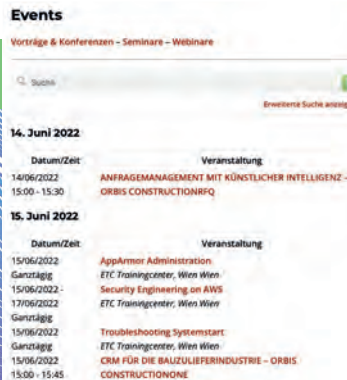 Events
Vorträge & Konferenzen – Seminare – Webinare
Suche
Erweiterte Suche anzeig
14. Juni 2022
Datum/Zeit Veranstaltung
14/06/2022 ANFRAGEMANAGEMENT MIT KÜNSTLICHER INTELLIGENZ –
15:00 - 15:30 ORBIS CONSTRUCTIONRFQ
15. Juni 2022
Datum/Zeit Veranstaltung
15/06/2022 AppArmor Administration
Ganztägig ETC Trainingcenter, Wien Wien
15/06/2022 - Security Engineering on AWS
17/06/2022 ETC Trainingcenter, Wien Wien
Ganztägig
15/06/2022 Troubleshooting Systemstart
Ganztägig ETC Trainingcenter, Wien Wien
15/06/2022 CRM FÜR DIE BAUZULIEFERINDUSTRIE – ORBIS
15:00 - 15:45 CONSTRUCTIONONE